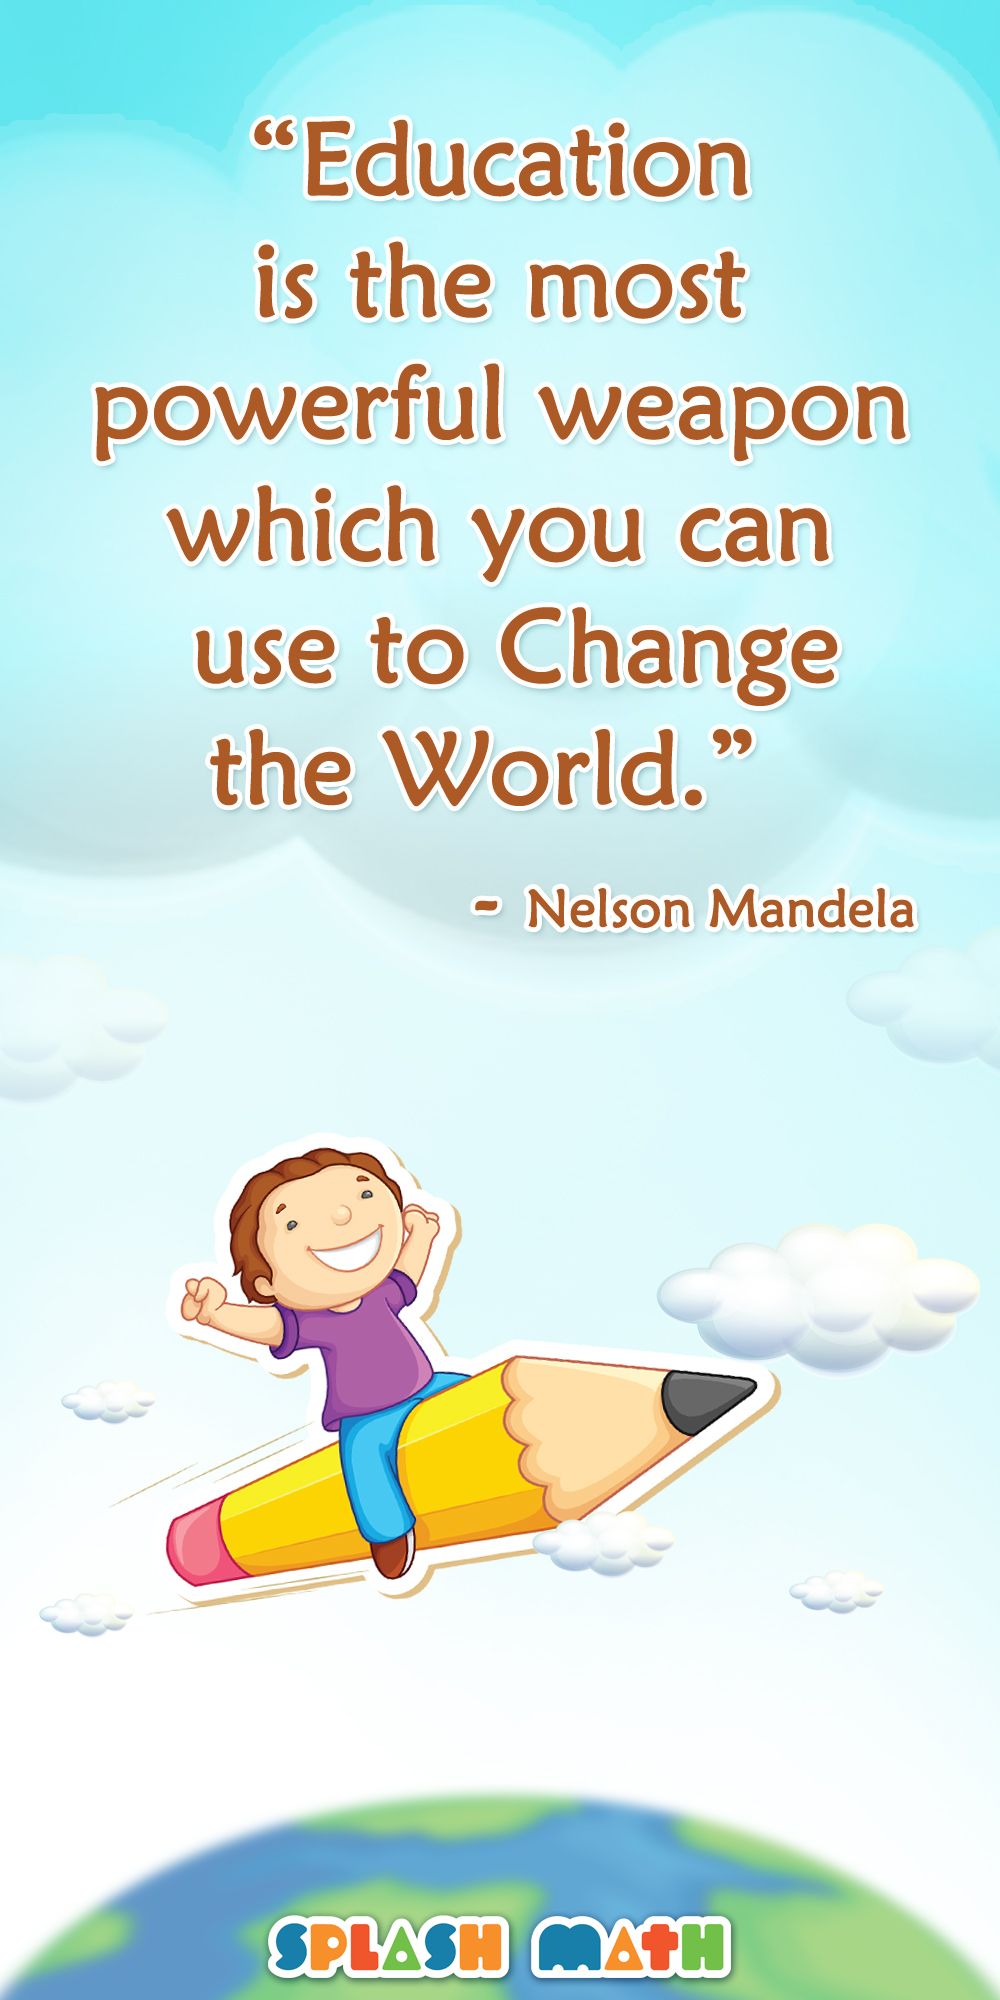 “Education
is the most
powerful weapon
which you can
use to Change
the World.”
- Nelson Mandela
SPLASH MATH